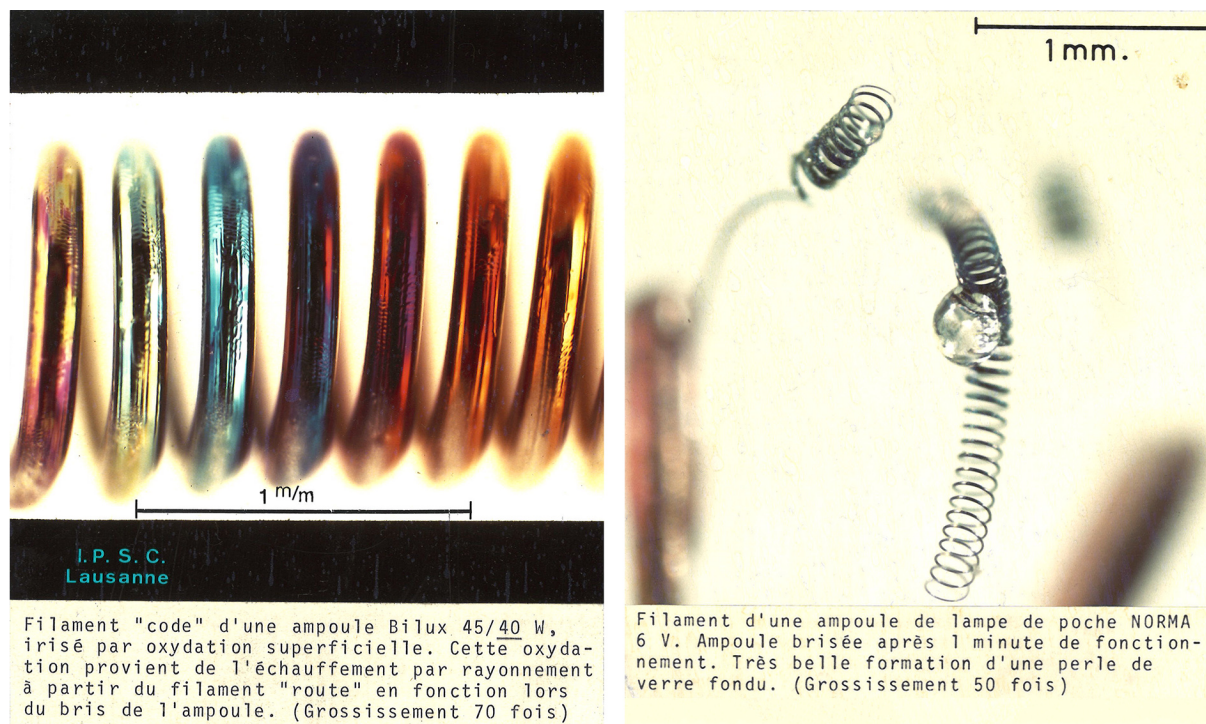 1 m/m
I.P.S.C.
Lausanne
Filament "code" d'une ampoule Bilux 45/40 W,
irisé par oxydation superficielle. Cette oxyda-
tion provient de l'échauffement par rayonnement
à partir du filament "route" en fonction lors
du bris de l'ampoule. (Grossissement 70 fois)
1mm.
Filament d'une ampoule de lampe de poche NORMA
6 V. Ampoule brisée après 1 minute de fonction-
nement. Très belle formation d'une perle de
verre fondu. (Grossissement 50 fois)